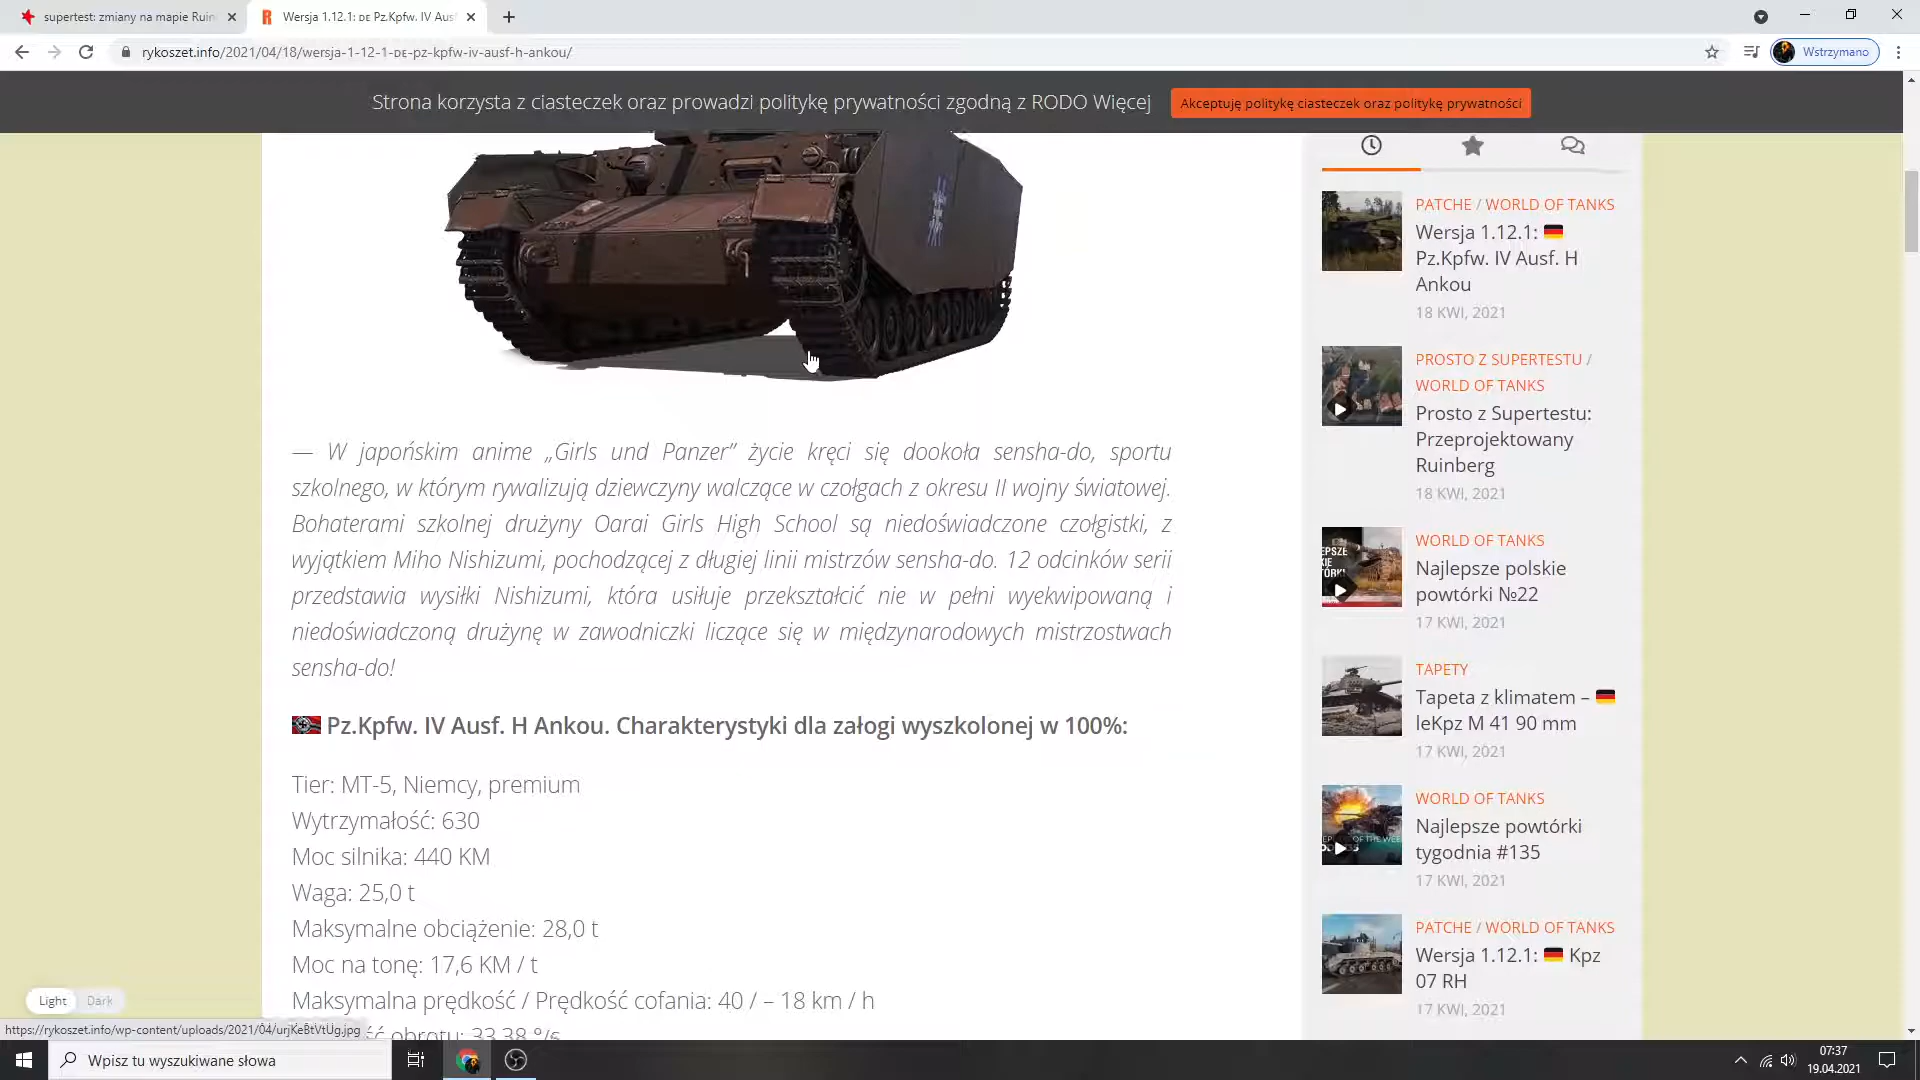 supertest: zmiany na mapie Ruin
Wersja 1.12.1: ᴅᴇ Pz.Kpfw. IV Aus
rykoszet.info/2021/04/18/wersja-1-12-1-ᴅᴇ-pz-kpfw-iv-ausf-h-ankou/
Wstrzymano
Strona korzysta z ciasteczek oraz prowadzi politykę prywatności zgodną z RODO Więcej
Akceptuję politykę ciasteczek oraz politykę prywatności
— W japońskim anime „Girls und Panzer” życie kręci się dookoła sensha-do, sportu
szkolnego, w którym rywalizują dziewczyny walczące w czołgach z okresu II wojny światowej.
Bohaterami szkolnej drużyny Oarai Girls High School są niedoświadczone czołgistki, z
wyjątkiem Miho Nishizumi, pochodzącej z długiej linii mistrzów sensha-do. 12 odcinków serii
przedstawia wysiłki Nishizumi, która usiłuje przekształcić nie w pełni wyekwipowaną i
niedoświadczoną drużynę w zawodniczki liczące się w międzynarodowych mistrzostwach
sensha-do!
Pz.Kpfw. IV Ausf. H Ankou. Charakterystyki dla załogi wyszkolonej w 100%:
Tier: MT-5, Niemcy, premium
Wytrzymałość: 630
Moc silnika: 440 KM
Waga: 25,0 t
Maksymalne obciążenie: 28,0 t
Moc na tonę: 17,6 KM / t
Maksymalna prędkość / Prędkość cofania: 40 / – 18 km / h
obrotu: 33,38 °/s
PATCHE / WORLD OF TANKS
Wersja 1.12.1:
Pz.Kpfw. IV Ausf. H
Ankou
18 KWI, 2021
PROSTO Z SUPERTESTU /
WORLD OF TANKS
Prosto z Supertestu:
Przeprojektowany
Ruinberg
18 KWI, 2021
WORLD OF TANKS
Najlepsze polskie
powtórki №22
17 KWI, 2021
TAPETY
Tapeta z klimatem –
leKpz M 41 90 mm
17 KWI, 2021
WORLD OF TANKS
Najlepsze powtórki
tygodnia #135
17 KWI, 2021
PATCHE / WORLD OF TANKS
Wersja 1.12.1: Kpz
07 RH
17 KWI, 2021
Light Dark
https://rykoszet.info/wp-content/uploads/2021/04/urjKeBtVtUg.jpg
Wpisz tu wyszukiwane słowa
07:37
19.04.2021